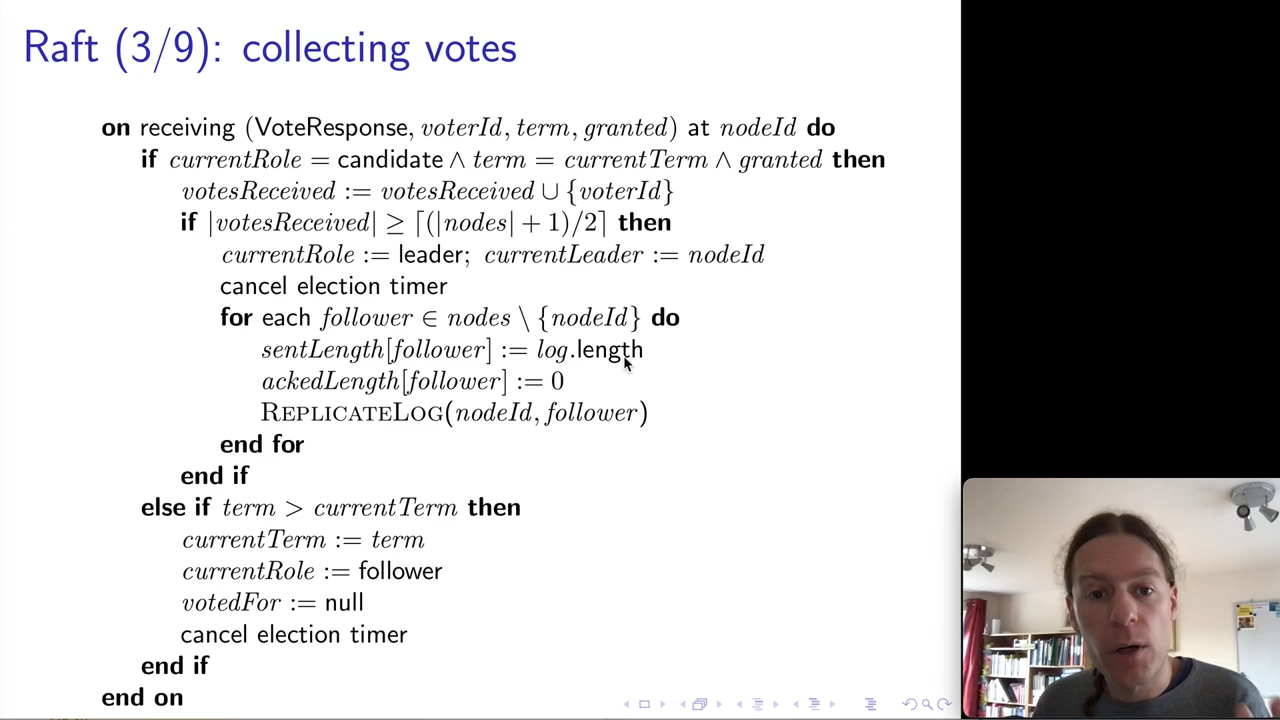 Raft (3/9): collecting votes
on receiving (VoteResponse, voterId, term, granted) at nodeId do
if currentRole = candidate ∧ term = currentTerm ∧ granted then
votesReceived := votesReceived ∪ {voterId}
if |votesReceived| ≥ ⌈(|nodes| + 1)/2⌉ then
currentRole := leader; currentLeader := nodeId
cancel election timer
for each follower ∈ nodes \ {nodeId} do
sentLength[follower] := log.length
ackedLength[follower] := 0
REPLICATELOG(nodeId, follower)
end for
end if
else if term > currentTerm then
currentTerm := term
currentRole := follower
votedFor := null
cancel election timer
end if
end on